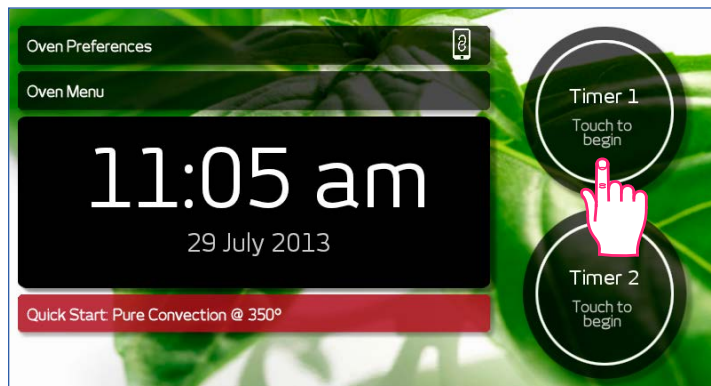 Oven Preferences
Oven Menu
11:05 am
29 July 2013
Quick Start: Pure Convection @ 350º
Timer 1
Touch to
begin
Timer 2
Touch to
begin